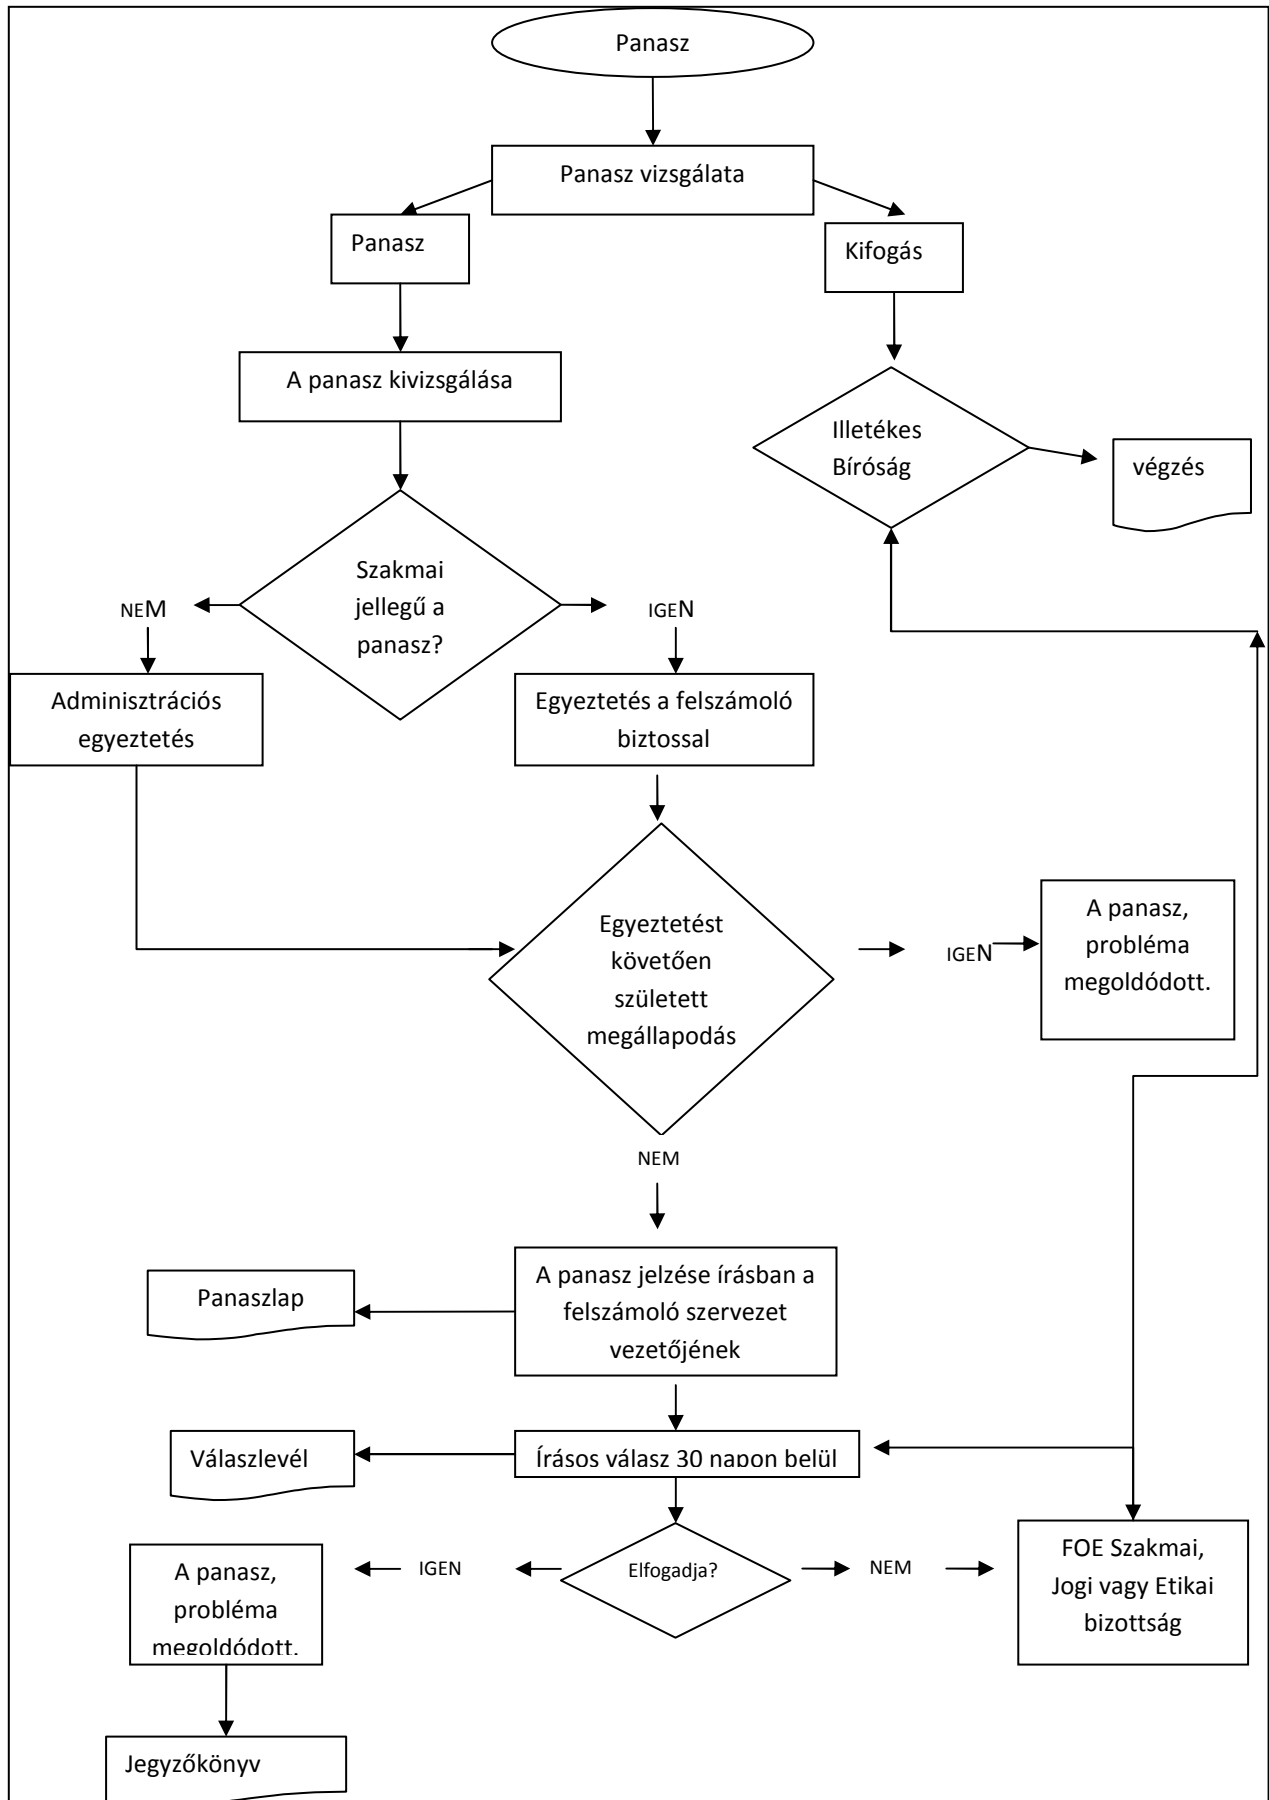 Panasz
Panasz vizsgálata
Panasz
Kifogás
A panasz kivizsgálása
Illetékes
Bíróság
végzés
Szakmai
jellegű a
panasz?
NEM
IGEN
Adminisztrációs
egyeztetés
Egyeztetés a felszámoló
biztossal
Egyeztetést
követően
született
megállapodás
IGEN
A panasz,
probléma
megoldódott.
NEM
A panasz jelzése írásban a
felszámoló szervezet
vezetőjének
Panaszlap
Írásos válasz 30 napon belül
Válaszlevél
Elfogadja?
IGEN
NEM
A panasz,
probléma
megoldódott.
FOE Szakmai,
Jogi vagy Etikai
bizottság
Jegyzőkönyv